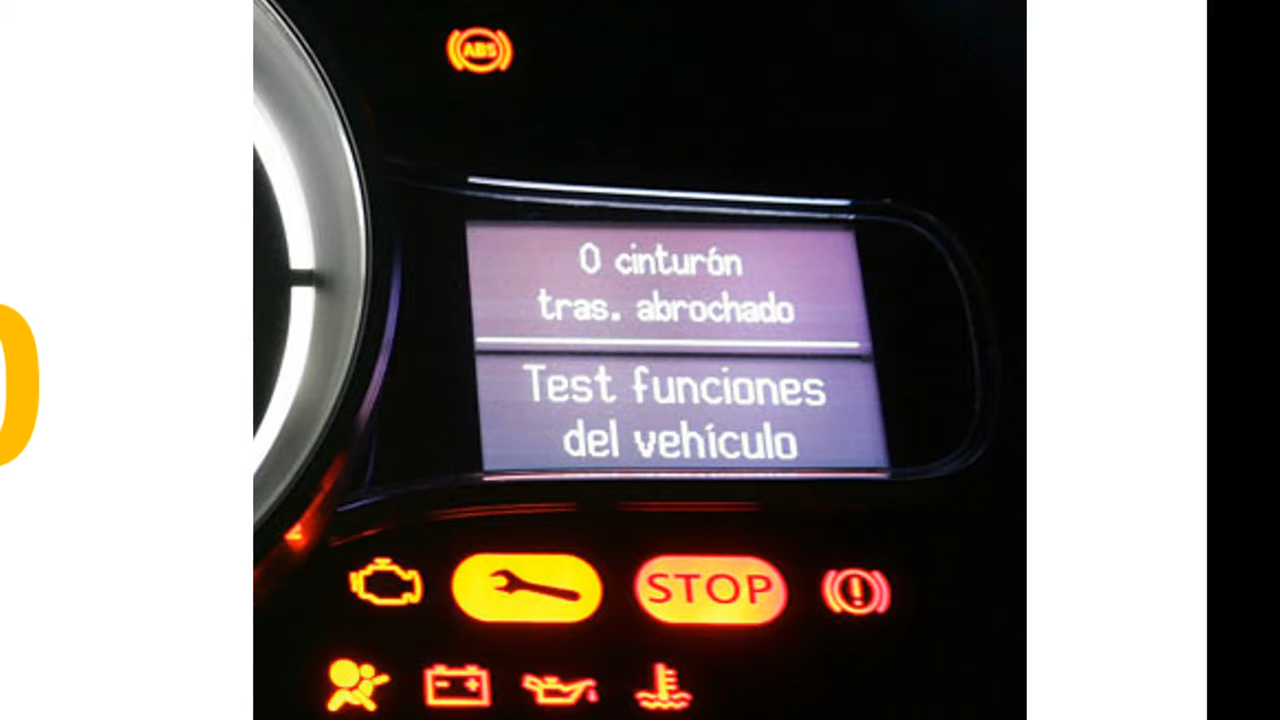 ABS
0 cinturón
tras. abrochado
Test funciones
del vehículo
STOP